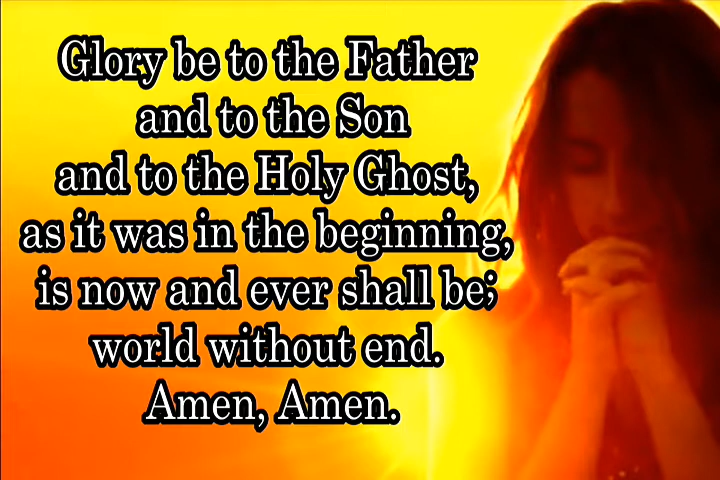 Glory be to the Father
and to the Son
and to the Holy Ghost,
as it was in the beginning,
is now and ever shall be;
world without end.
Amen, Amen.